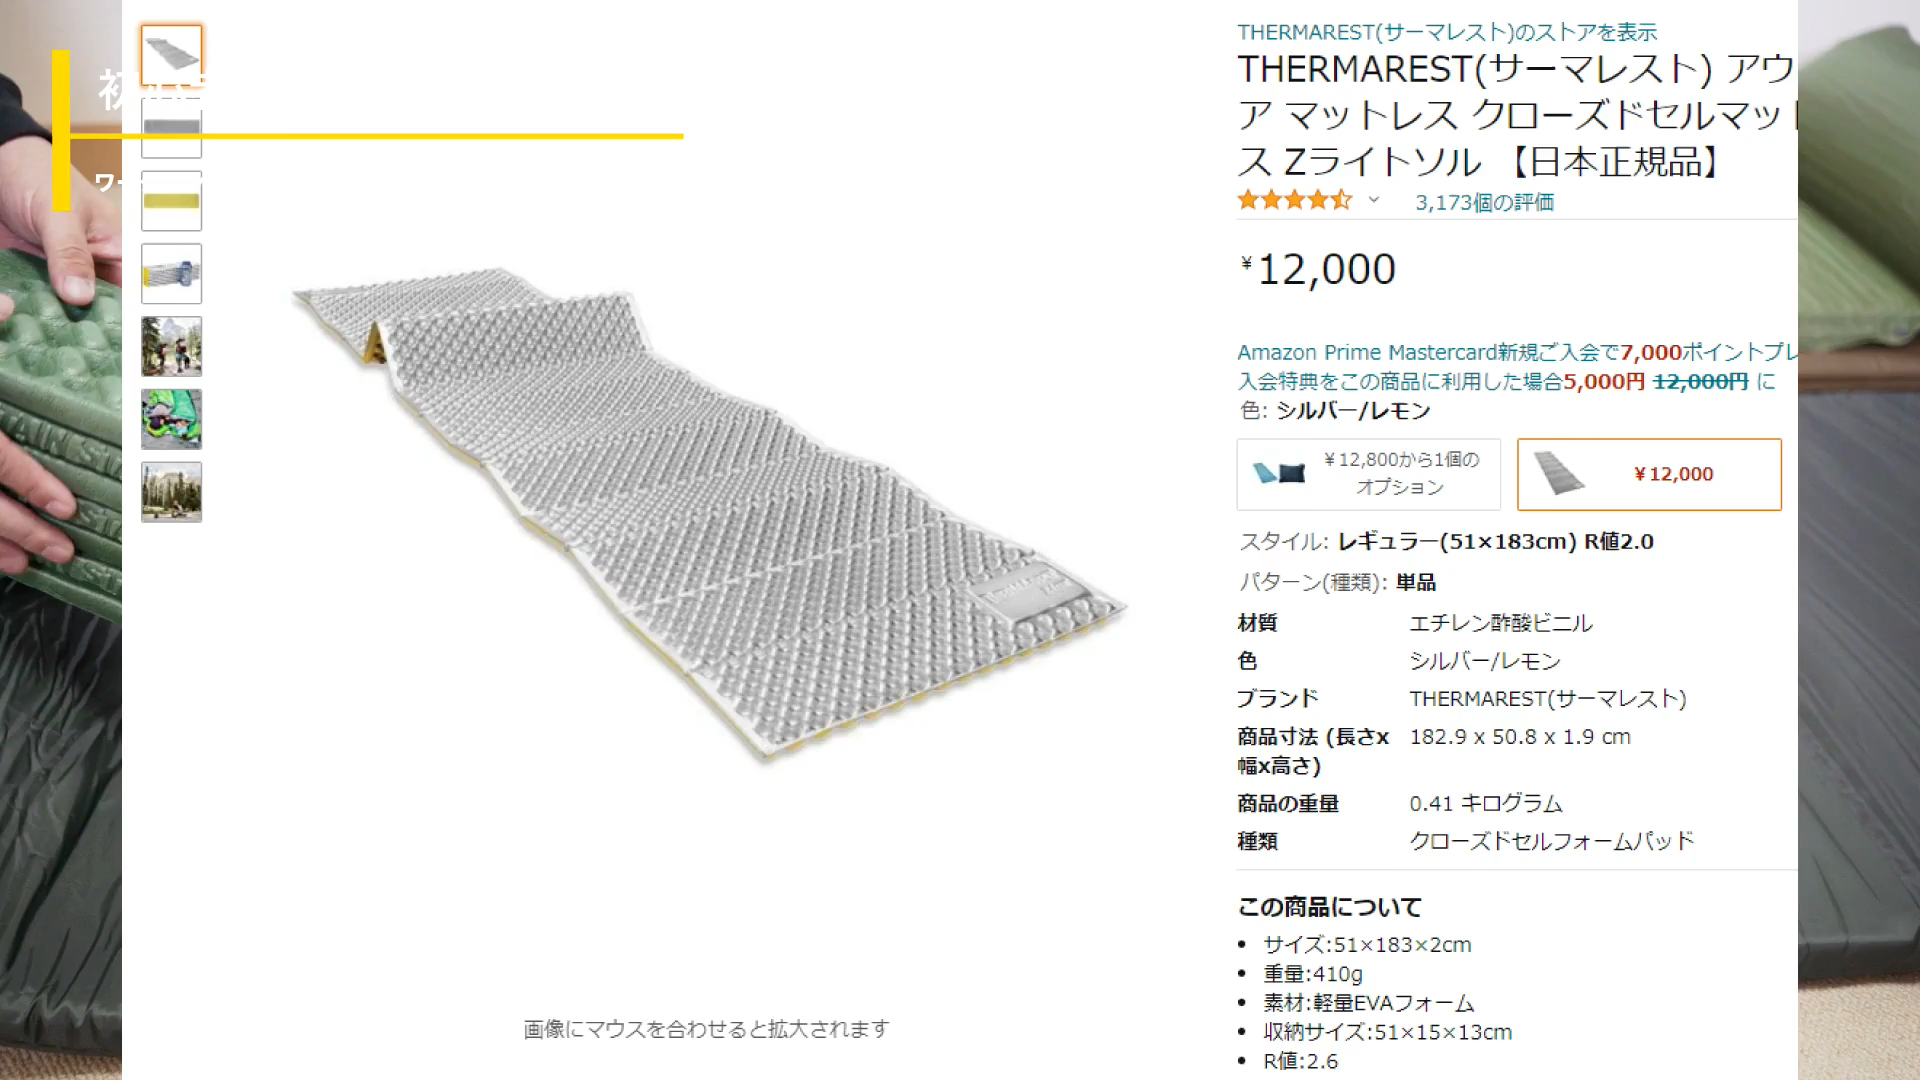 初
ワー
THERMAREST(サーマレスト)のストアを表示
THERMAREST(サーマレスト) アウ
ア マットレス クローズドセルマット
ス Zライトソル 【日本正規品】
3,173個の評価
¥12,000
Amazon Prime Mastercard新規ご入会で7,000ポイントプレ
入会特典をこの商品に利用した場合5,000円 12,000円 に
色: シルバー/レモン
¥12,800から1個の
オプション
¥12,000
スタイル: レギュラー(51×183cm) R値2.0
パターン(種類): 単品
材質 エチレン酢酸ビニル
色 シルバー/レモン
ブランド THERMAREST(サーマレスト)
商品寸法 (長さx 182.9 x 50.8 x 1.9 cm
幅x高さ)
商品の重量 0.41 キログラム
種類 クローズドセルフォームパッド
この商品について
• サイズ:51×183×2cm
• 重量:410g
• 素材:軽量EVAフォーム
• 収納サイズ:51×15×13cm
• R値:2.6
画像にマウスを合わせると拡大されます